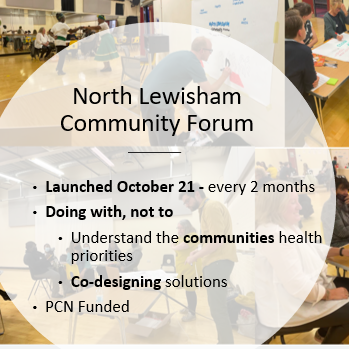 North Lewisham
Community Forum
• Launched October 21 - every 2 months
• Doing with, not to
• Understand the communities health
priorities
• Co-designing solutions
• PCN Funded